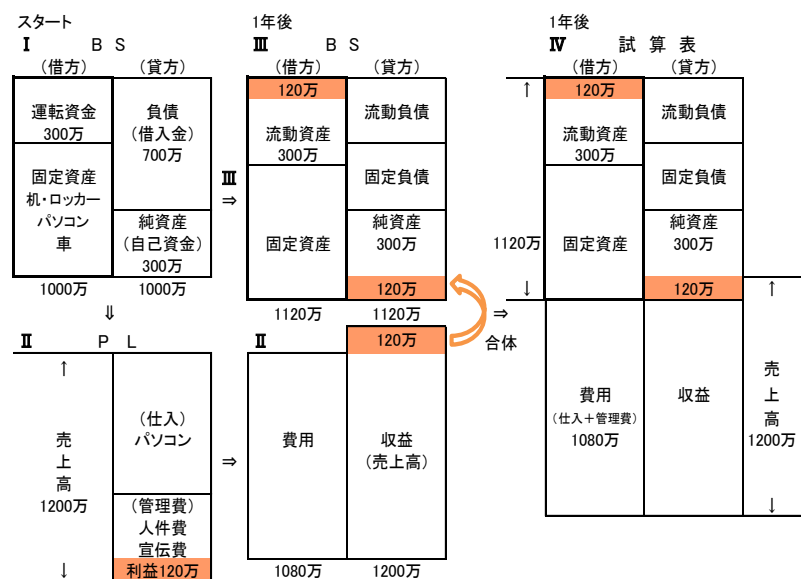 スタート
Ⅰ　Ｂ Ｓ
（借方）　（貸方）
運転資金
300万
固定資産
机・ロッカー
パソコン
車
負債
（借入金）
700万
純資産
（自己資金）
300万
1000万　1000万
⇓
Ⅲ
⇒
1年後
Ⅲ　Ｂ Ｓ
（借方）　（貸方）
120万
流動資産
300万
固定資産
流動負債
固定負債
純資産
300万
120万
1120万　1120万
合体
⇒
1年後
Ⅳ　試 算 表
（借方）　（貸方）
↑
1120万
↓
120万
流動資産
300万
固定資産
流動負債
固定負債
純資産
300万
120万
費用
（仕入＋管理費）
1080万
収益
↑
売
上
高
1200万
↓
Ⅱ　Ｐ Ｌ
↑
売
上
高
1200万
↓
（仕入）
パソコン
（管理費）
人件費
宣伝費
利益120万
⇒
Ⅱ
120万
費用
収益
（売上高）
1080万　1200万